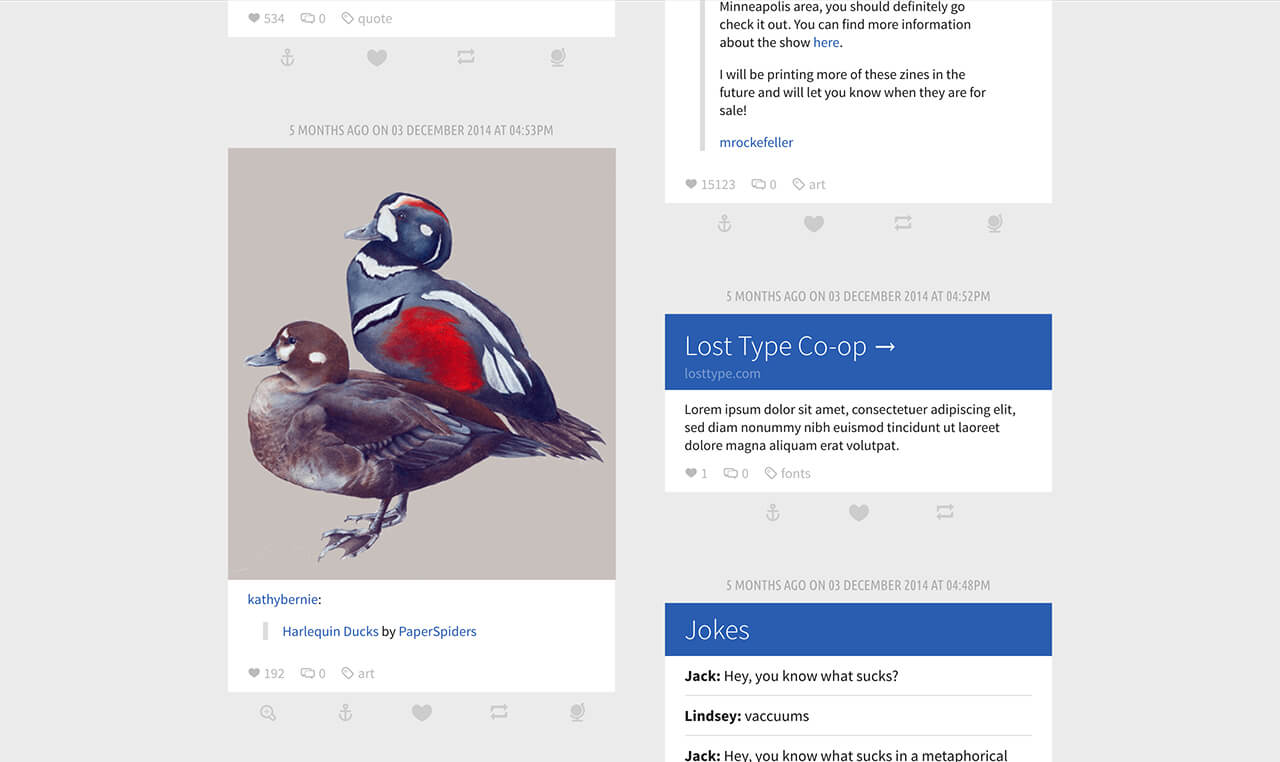 534 0 quote
5 MONTHS AGO ON 03 DECEMBER 2014 AT 04:53PM
kathybernie:
Harlequin Ducks by PaperSpiders
192 0 art
Minneapolis area, you should definitely go
check it out. You can find more information
about the show here.
I will be printing more of these zines in the
future and will let you know when they are for
sale!
mrockefeller
15123 0 art
5 MONTHS AGO ON 03 DECEMBER 2014 AT 04:52PM
Lost Type Co-op →
losttype.com
Lorem ipsum dolor sit amet, consectetuer adipiscing elit,
sed diam nonummy nibh euismod tincidunt ut laoreet
dolore magna aliquam erat volutpat.
1 0 fonts
5 MONTHS AGO ON 03 DECEMBER 2014 AT 04:48PM
Jokes
Jack: Hey, you know what sucks?
Lindsey: vaccuums
Jack: Hey, you know what sucks in a metaphorical